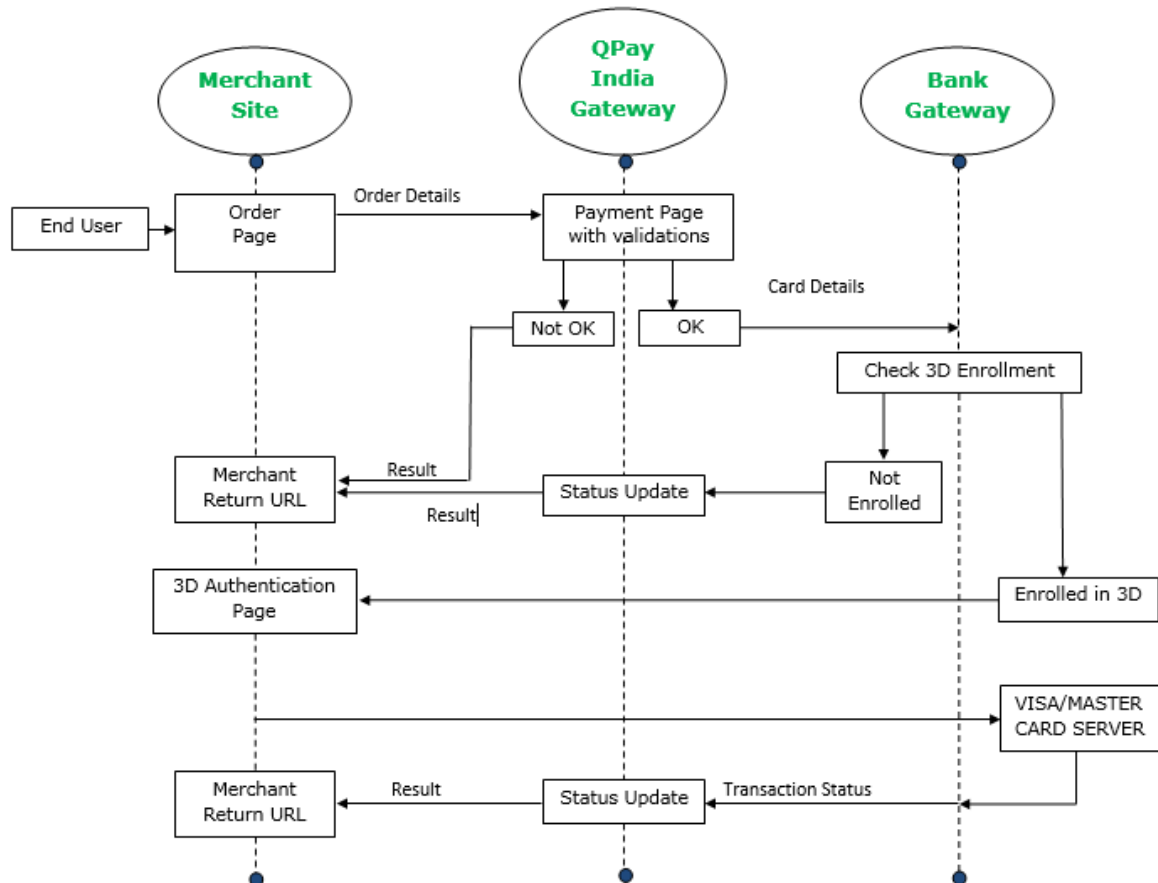 Merchant
Site
QPay
India
Gateway
Bank
Gateway
End User
Order
Page
Order Details
Payment Page
with validations
Card Details
Not OK
OK
Check 3D Enrollment
Merchant
Return URL
Result
Result
Status Update
Not
Enrolled
3D Authentication
Page
Enrolled in 3D
VISA/MASTER
CARD SERVER
Merchant
Return URL
Result
Status Update
Transaction Status